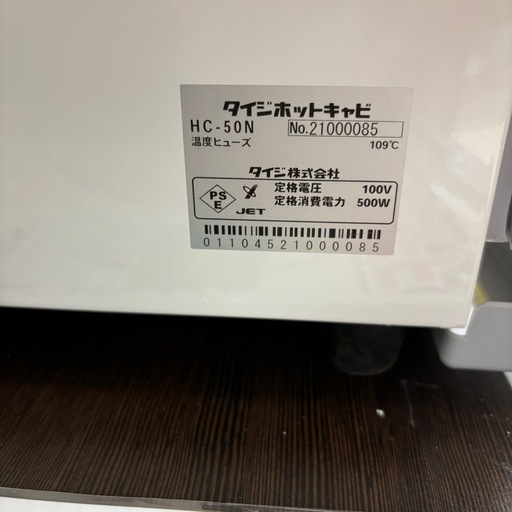 タイジホットキャビ
HC-50N No.21000085
温度ヒューズ 109℃
タイジ株式会社
PS E JET 定格電圧 100V
定格消費電力 500W
01104521000085